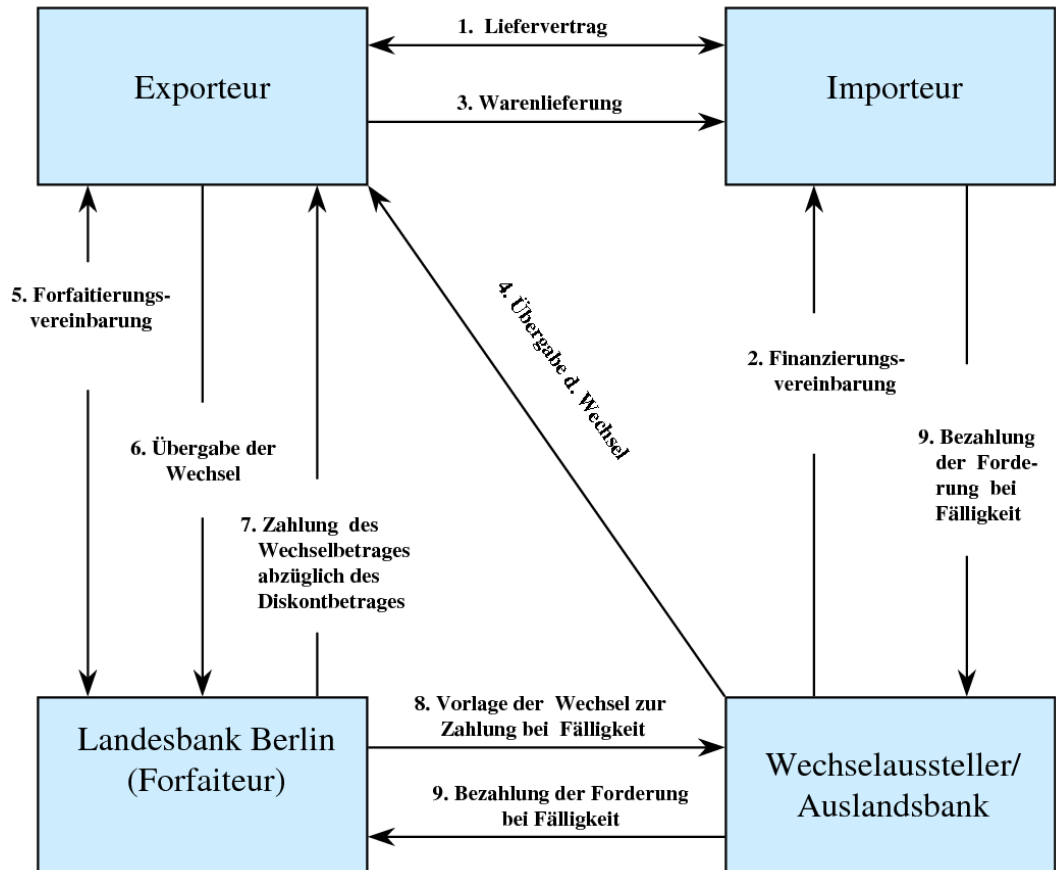 1. Liefervertrag
Exporteur
Importeur
3. Warenlieferung
5. Forfaitierungs-
vereinbarung
4. Übergabe d. Wechsel
2. Finanzierungs-
vereinbarung
6. Übergabe der
Wechsel
9. Bezahlung
der Forde-
rung bei
Fälligkeit
7. Zahlung des
Wechselbetrages
abzüglich des
Diskontbetrages
8. Vorlage der Wechsel zur
Zahlung bei Fälligkeit
Landesbank Berlin
(Forfaiteur)
Wechselaussteller/
Auslandsbank
9. Bezahlung der Forderung
bei Fälligkeit